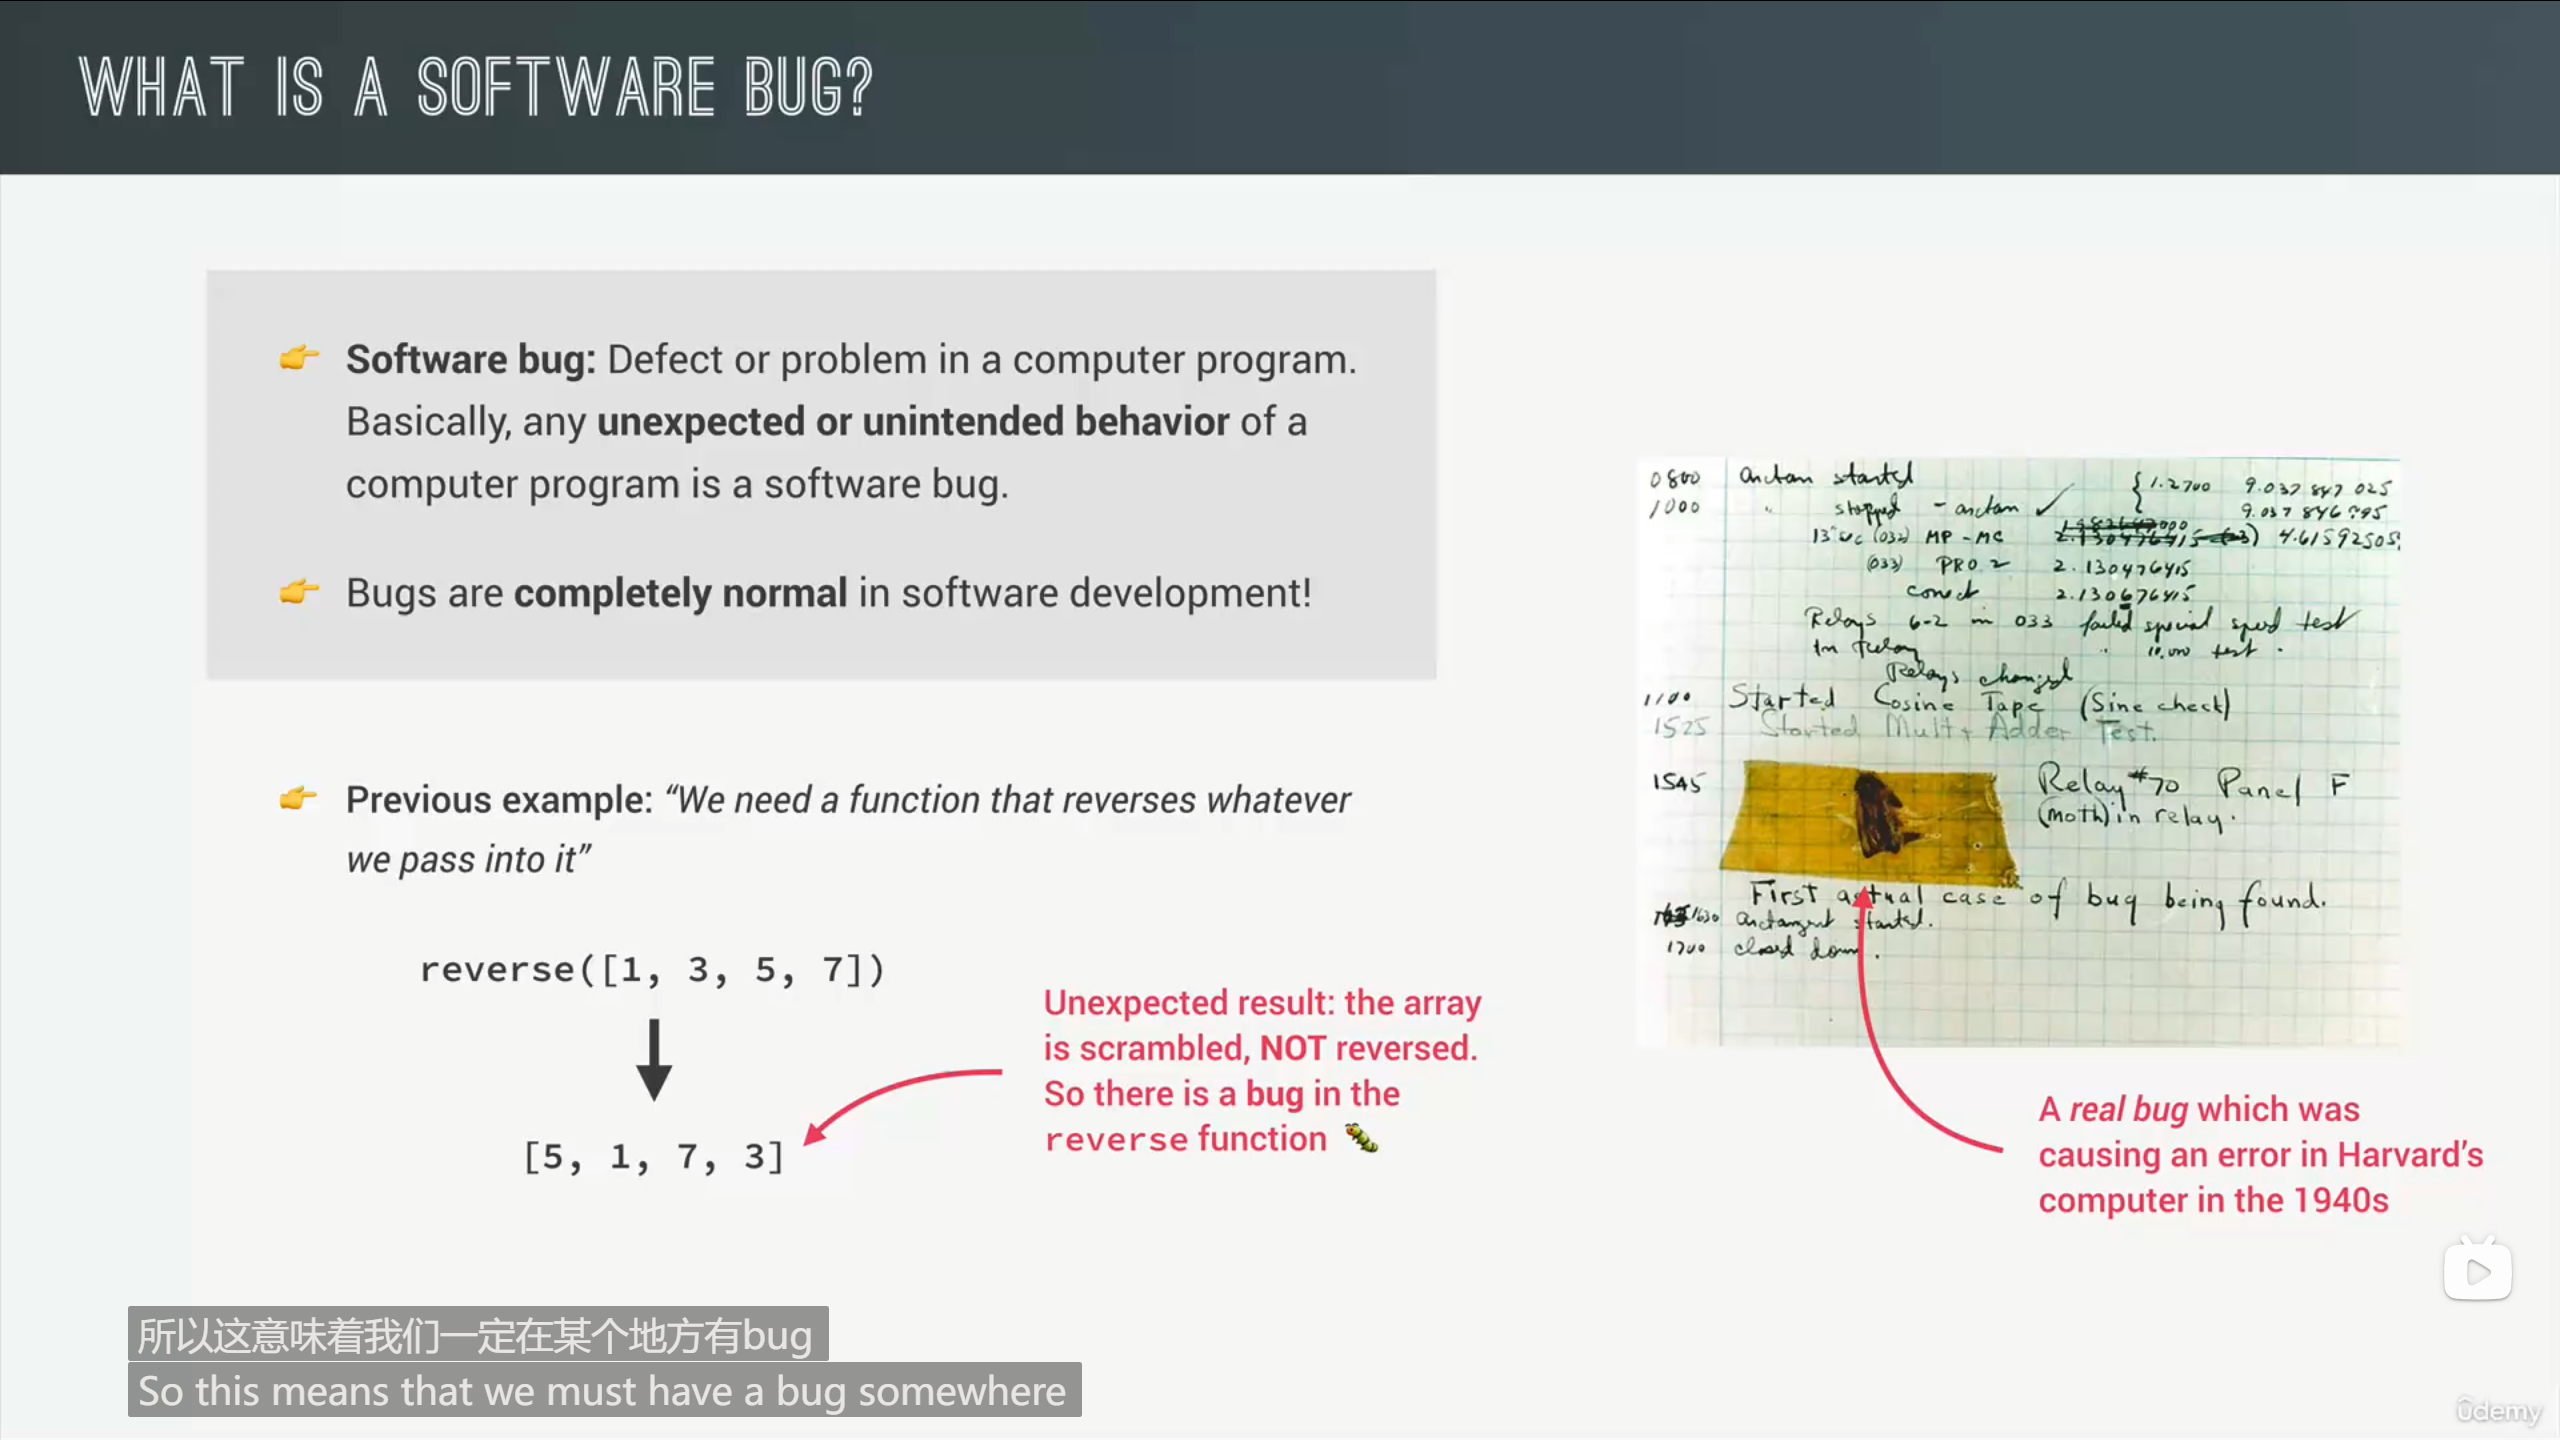 WHAT IS A SOFTWARE BUG?
Software bug: Defect or problem in a computer program.
Basically, any unexpected or unintended behavior of a
computer program is a software bug.
Bugs are completely normal in software development!
Previous example: “We need a function that reverses whatever
we pass into it”
reverse([1, 3, 5, 7])
[5, 1, 7, 3]
Unexpected result: the array
is scrambled, NOT reversed.
So there is a bug in the
reverse function
0800 arctan started
1000 " stopped - arctan ✓
{ 1.2700 9.037 847 025
9.037 846 995
13"uc (032) MP - MC 4.615925059
(033) PRO 2 2.130476415
correct 2.130676415
Relays 6-2 in 033 failed special speed test
in relay " 10.000 test.
Relays changed
1100 Started Cosine Tape (Sine check)
1525 Started Mult + Adder Test.
1545 Relay #70 Panel F
(moth) in relay.
First actual case of bug being found.
1630 arctangent started.
1700 closed down.
A real bug which was
causing an error in Harvard’s
computer in the 1940s
所以这意味着我们一定在某个地方有bug
So this means that we must have a bug somewhere
ûdemy